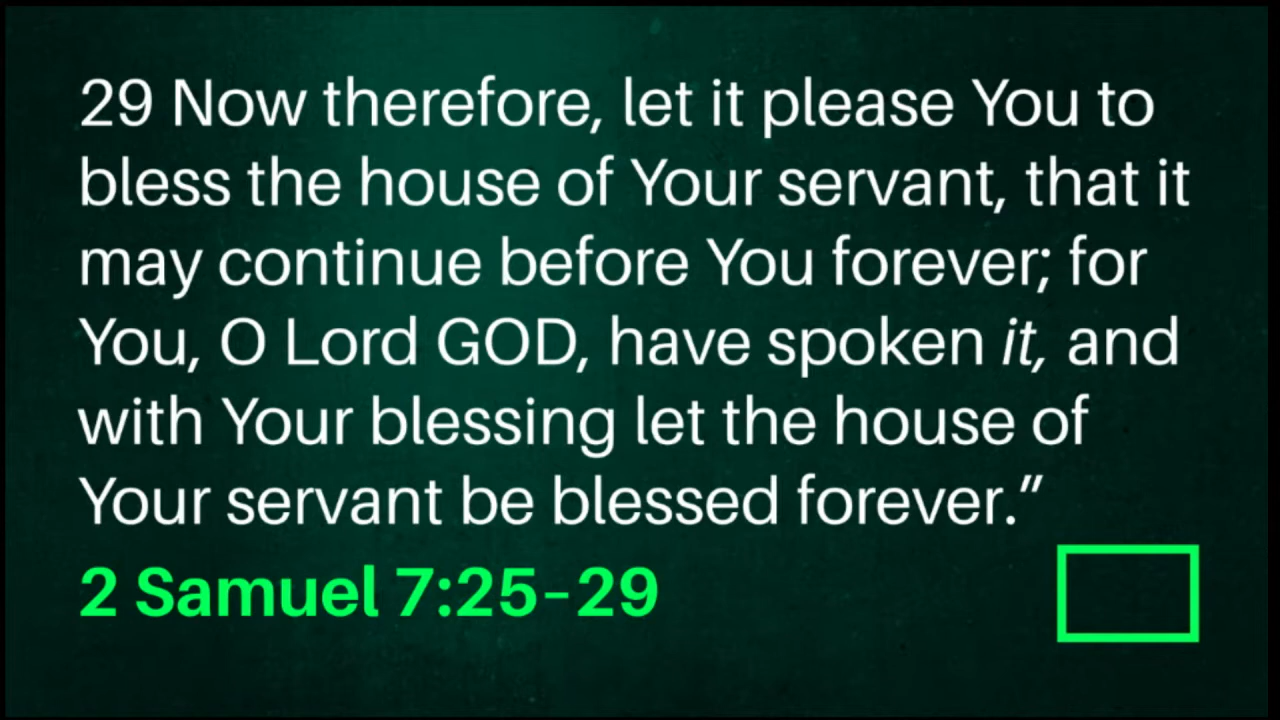 29 Now therefore, let it please You to
bless the house of Your servant, that it
may continue before You forever; for
You, O Lord GOD, have spoken it, and
with Your blessing let the house of
Your servant be blessed forever.”
2 Samuel 7:25–29